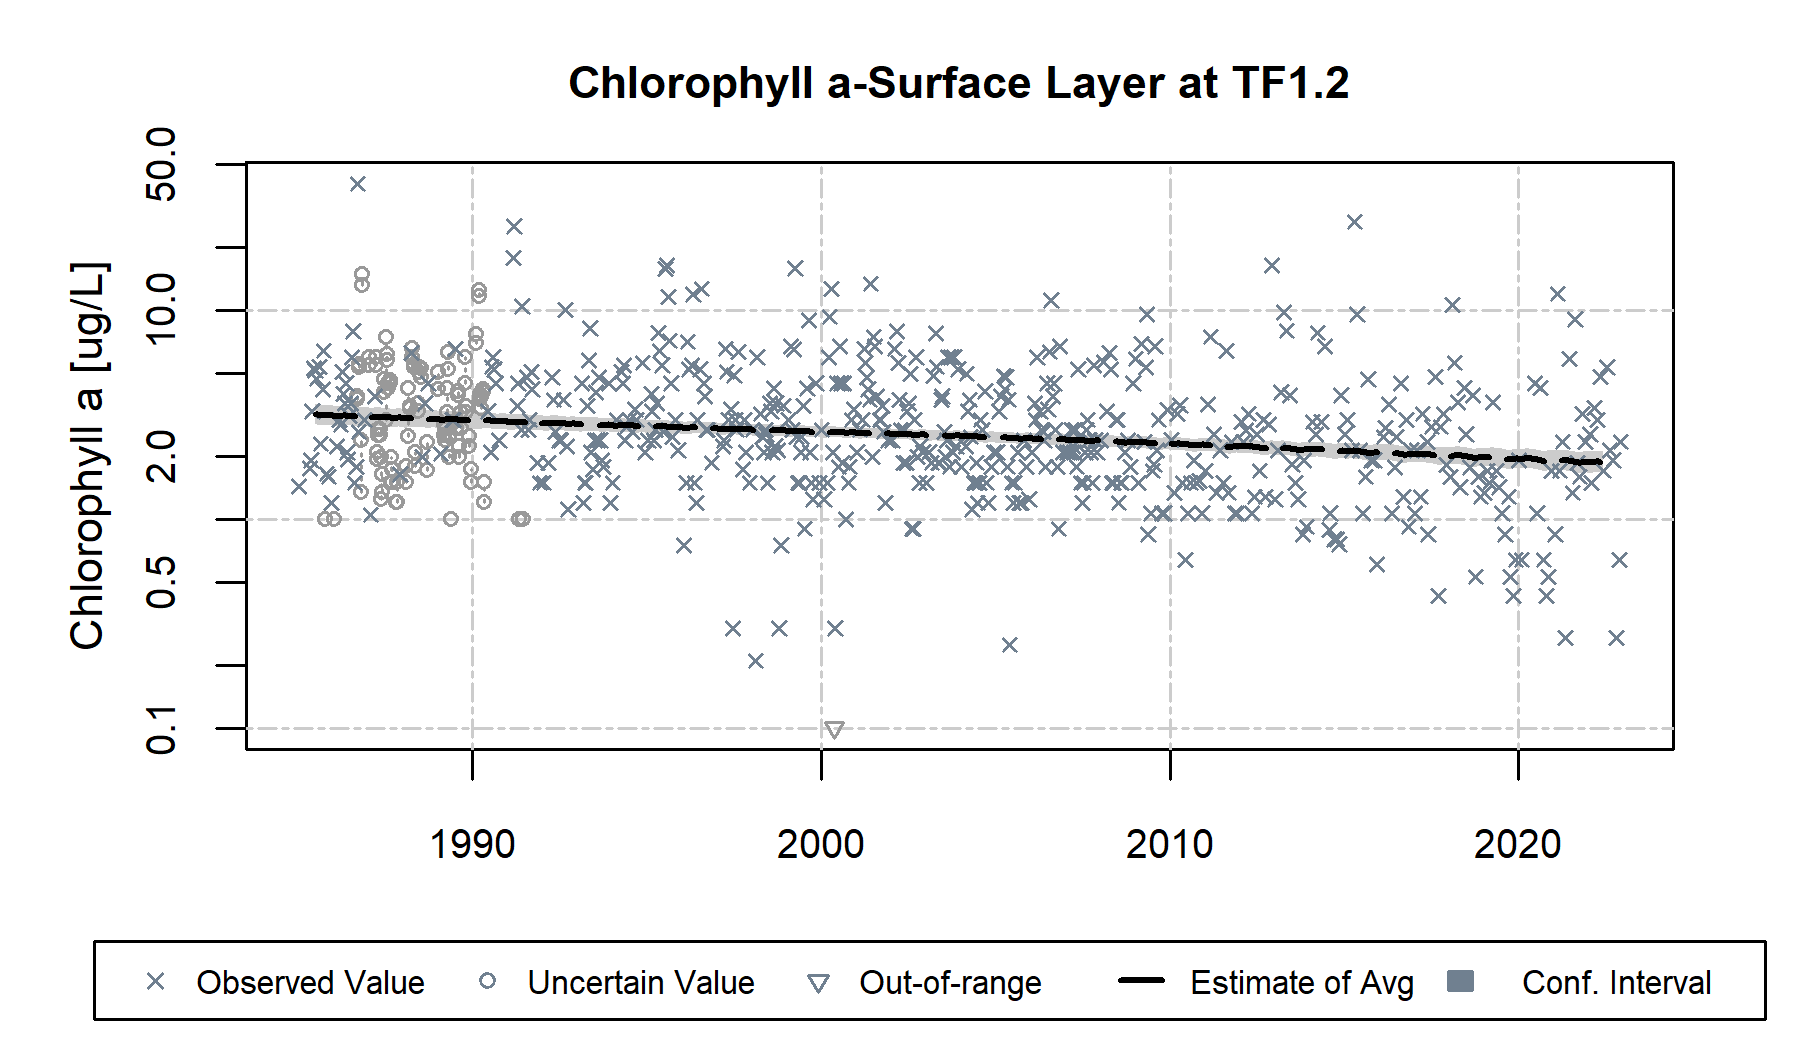 Chlorophyll a-Surface Layer at TF1.2
Chlorophyll a [ug/L]
50.0
10.0
2.0
0.5
0.1
1990 2000 2010 2020
Observed Value Uncertain Value Out-of-range Estimate of Avg Conf. Interval